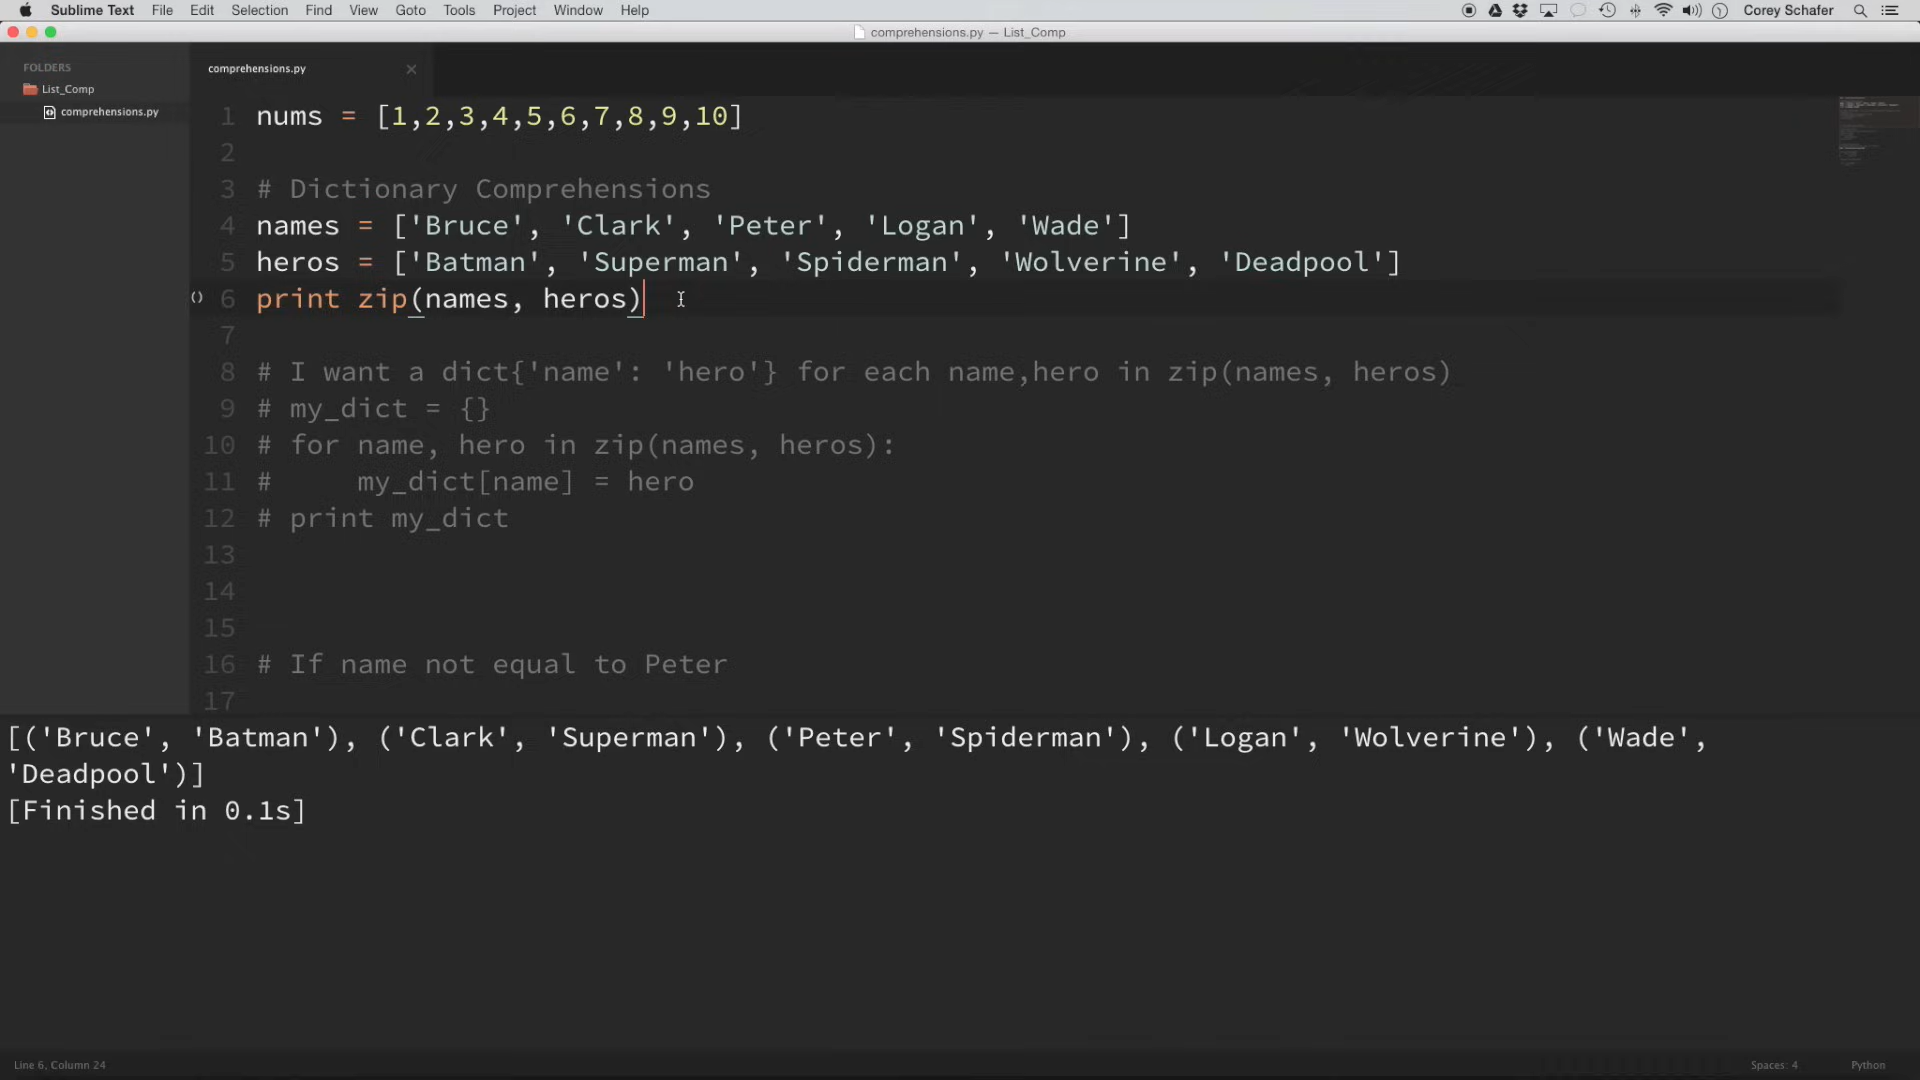 Sublime Text File Edit Selection Find View Goto Tools Project Window Help Corey Schafer
comprehensions.py — List_Comp
FOLDERS
List_Comp
comprehensions.py
comprehensions.py
1 nums = [1,2,3,4,5,6,7,8,9,10]
2
3 # Dictionary Comprehensions
4 names = ['Bruce', 'Clark', 'Peter', 'Logan', 'Wade']
5 heros = ['Batman', 'Superman', 'Spiderman', 'Wolverine', 'Deadpool']
() 6 print zip(names, heros)
7
8 # I want a dict{'name': 'hero'} for each name,hero in zip(names, heros)
9 # my_dict = {}
10 # for name, hero in zip(names, heros):
11 #     my_dict[name] = hero
12 # print my_dict
13
14
15
16 # If name not equal to Peter
17
[('Bruce', 'Batman'), ('Clark', 'Superman'), ('Peter', 'Spiderman'), ('Logan', 'Wolverine'), ('Wade',
'Deadpool')]
[Finished in 0.1s]
Line 6, Column 24 Spaces: 4 Python